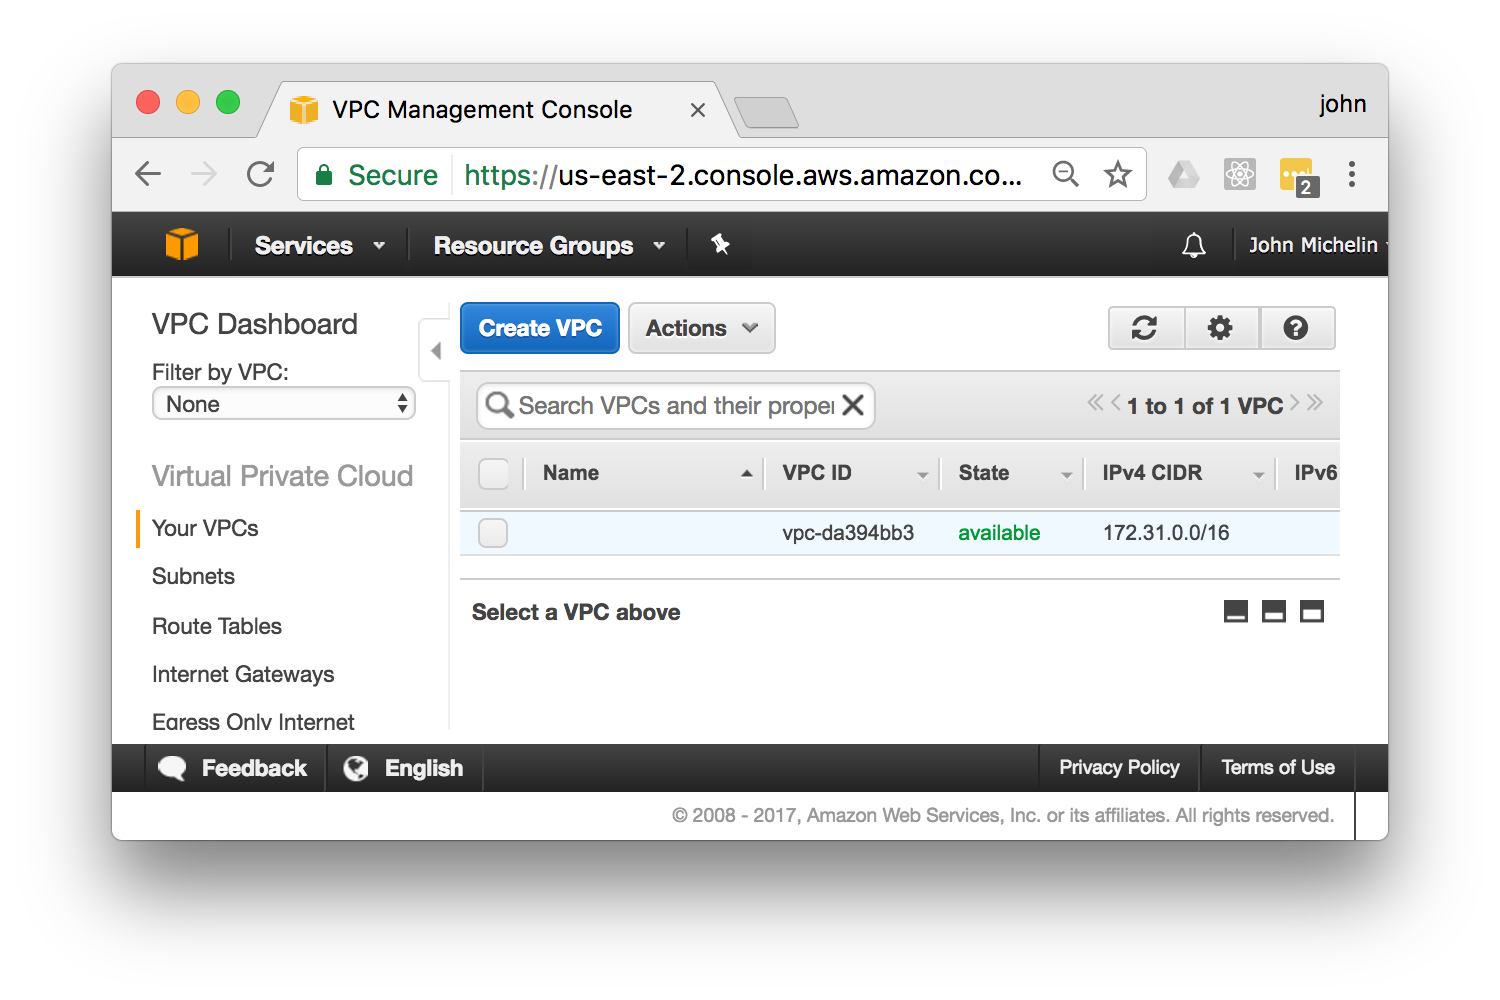 VPC Management Console
john
Secure https://us-east-2.console.aws.amazon.co...
2
Services
Resource Groups
John Michelin
VPC Dashboard
Filter by VPC:
None
Virtual Private Cloud
Your VPCs
Subnets
Route Tables
Internet Gateways
Egress Only Internet
Create VPC
Actions
Search VPCs and their proper
1 to 1 of 1 VPC
Name VPC ID State IPv4 CIDR IPv6
vpc-da394bb3 available 172.31.0.0/16
Select a VPC above
Feedback English Privacy Policy Terms of Use
© 2008 - 2017, Amazon Web Services, Inc. or its affiliates. All rights reserved.